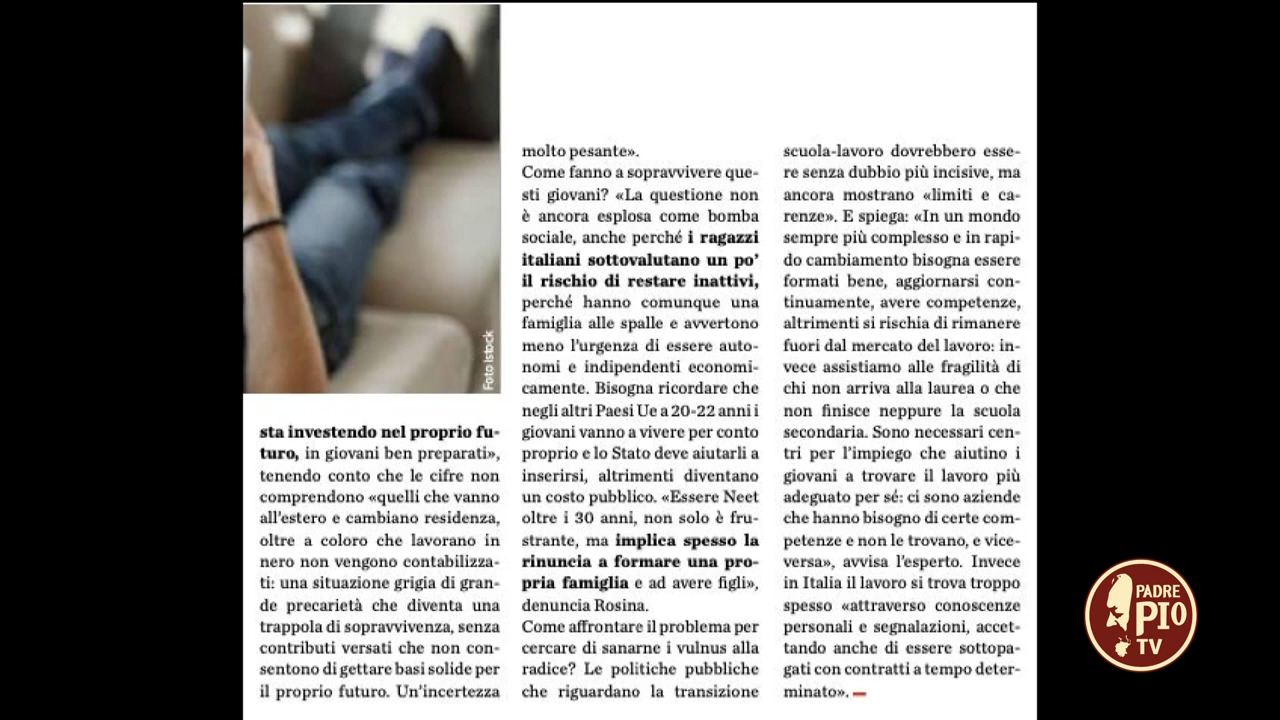 Foto Istock
sta investendo nel proprio fu-
turo, in giovani ben preparati»,
tenendo conto che le cifre non
comprendono «quelli che vanno
all'estero e cambiano residenza,
oltre a coloro che lavorano in
nero non vengono contabilizza-
ti: una situazione grigia di gran-
de precarietà che diventa una
trappola di sopravvivenza, senza
contributi versati che non con-
sentono di gettare basi solide per
il proprio futuro. Un'incertezza
molto pesante».
Come fanno a sopravvivere que-
sti giovani? «La questione non
è ancora esplosa come bomba
sociale, anche perché i ragazzi
italiani sottovalutano un po'
il rischio di restare inattivi,
perché hanno comunque una
famiglia alle spalle e avvertono
meno l'urgenza di essere auto-
nomi e indipendenti economi-
camente. Bisogna ricordare che
negli altri Paesi Ue a 20-22 anni i
giovani vanno a vivere per conto
proprio e lo Stato deve aiutarli a
inserirsi, altrimenti diventano
un costo pubblico. «Essere Neet
oltre i 30 anni, non solo è fru-
strante, ma implica spesso la
rinuncia a formare una pro-
pria famiglia e ad avere figli»,
denuncia Rosina.
Come affrontare il problema per
cercare di sanarne i vulnus alla
radice? Le politiche pubbliche
che riguardano la transizione
scuola-lavoro dovrebbero esse-
re senza dubbio più incisive, ma
ancora mostrano «limiti e ca-
renze». E spiega: «In un mondo
sempre più complesso e in rapi-
do cambiamento bisogna essere
formati bene, aggiornarsi con-
tinuamente, avere competenze,
altrimenti si rischia di rimanere
fuori dal mercato del lavoro: in-
vece assistiamo alle fragilità di
chi non arriva alla laurea o che
non finisce neppure la scuola
secondaria. Sono necessari cen-
tri per l'impiego che aiutino i
giovani a trovare il lavoro più
adeguato per sé: ci sono aziende
che hanno bisogno di certe com-
petenze e non le trovano, e vice-
versa», avvisa l'esperto. Invece
in Italia il lavoro si trova troppo
spesso «attraverso conoscenze
personali e segnalazioni, accet-
tando anche di essere sottopa-
gati con contratti a tempo deter-
minato».
PADRE
PIO
TV